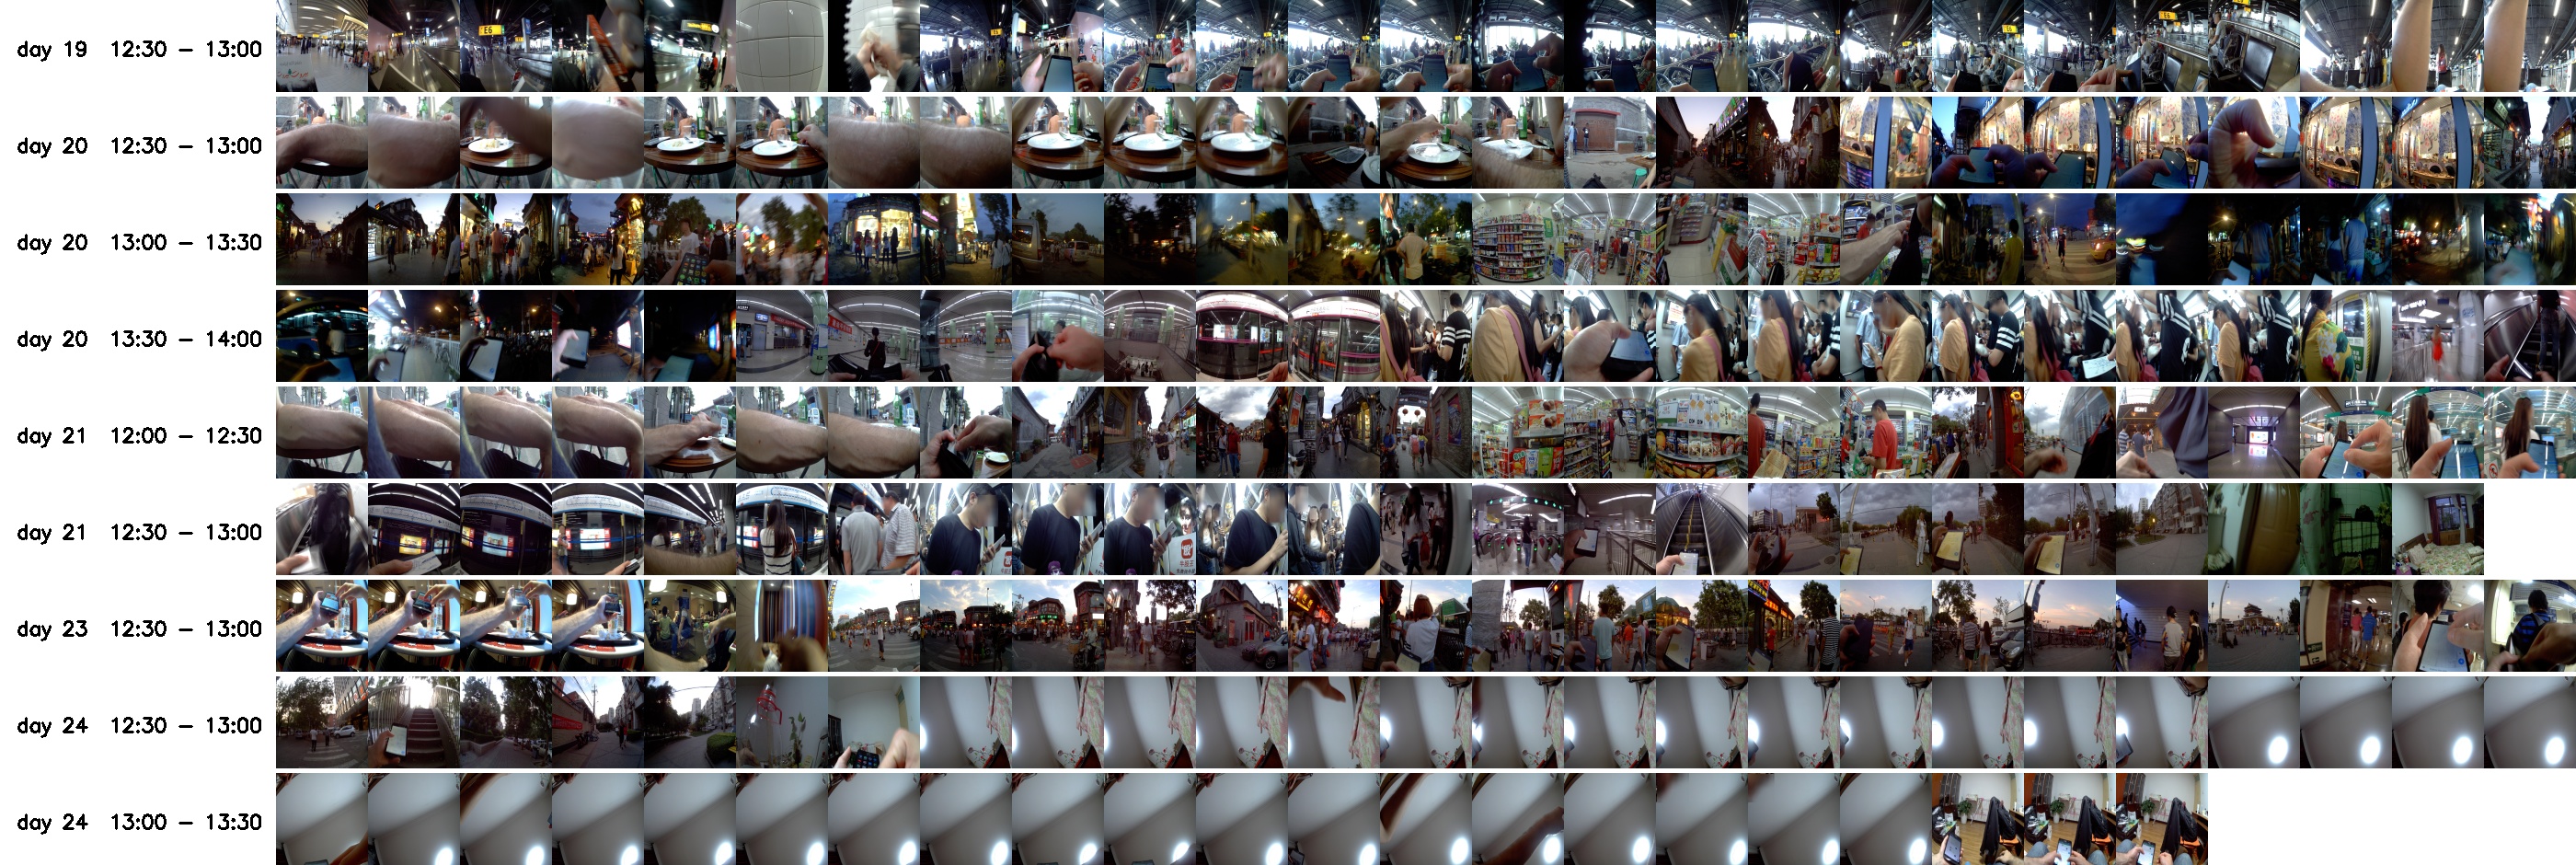 day 19 12:30 – 13:00
day 20 12:30 – 13:00
day 20 13:00 – 13:30
day 20 13:30 – 14:00
day 21 12:00 – 12:30
day 21 12:30 – 13:00
day 23 12:30 – 13:00
day 24 12:30 – 13:00
day 24 13:00 – 13:30
E6
E6